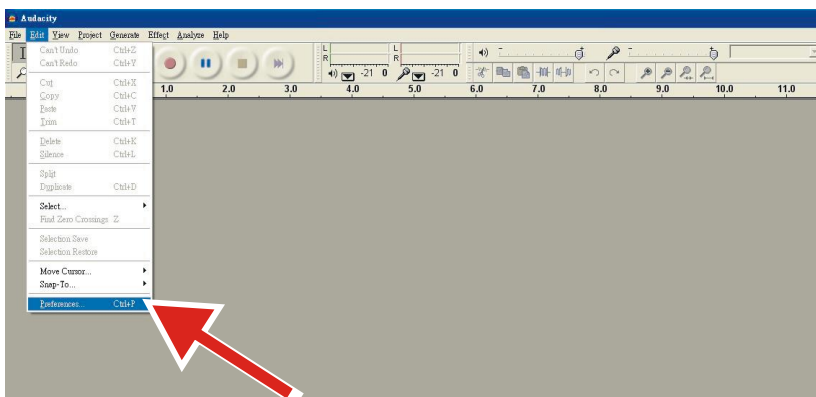 Audacity
File Edit View Project Generate Effect Analyze Help
Can't Undo Ctrl+Z
Can't Redo Ctrl+Y
Cut Ctrl+X
Copy Ctrl+C
Paste Ctrl+V
Trim Ctrl+T
Delete Ctrl+K
Silence Ctrl+L
Split
Duplicate Ctrl+D
Select...
Find Zero Crossings Z
Selection Save
Selection Restore
Move Cursor...
Snap-To...
Preferences... Ctrl+P
L
R
-21 0
L
R
-21 0
1.0 2.0 3.0 4.0 5.0 6.0 7.0 8.0 9.0 10.0 11.0